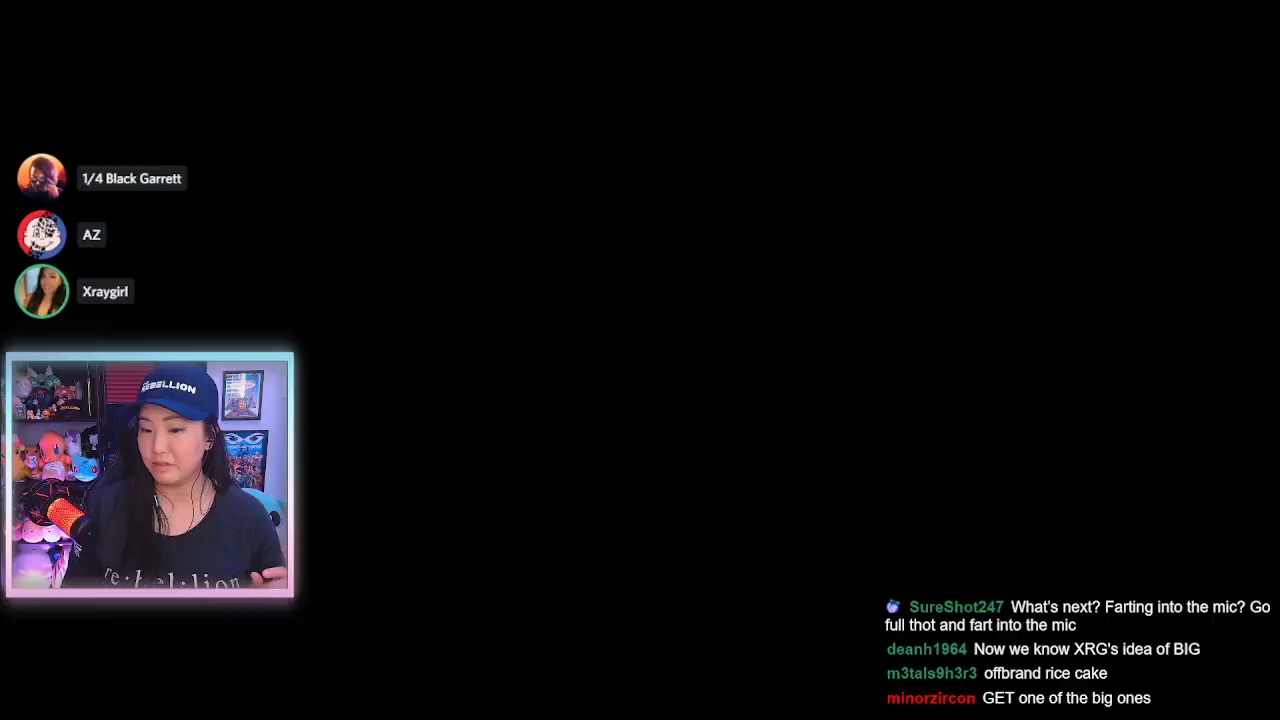 1/4 Black Garrett
AZ
Xraygirl
REBELLION
re·bel·lion
SureShot247 What's next? Farting into the mic? Go
full thot and fart into the mic
deanh1964 Now we know XRG's idea of BIG
m3tals9h3r3 offbrand rice cake
minorzircon GET one of the big ones